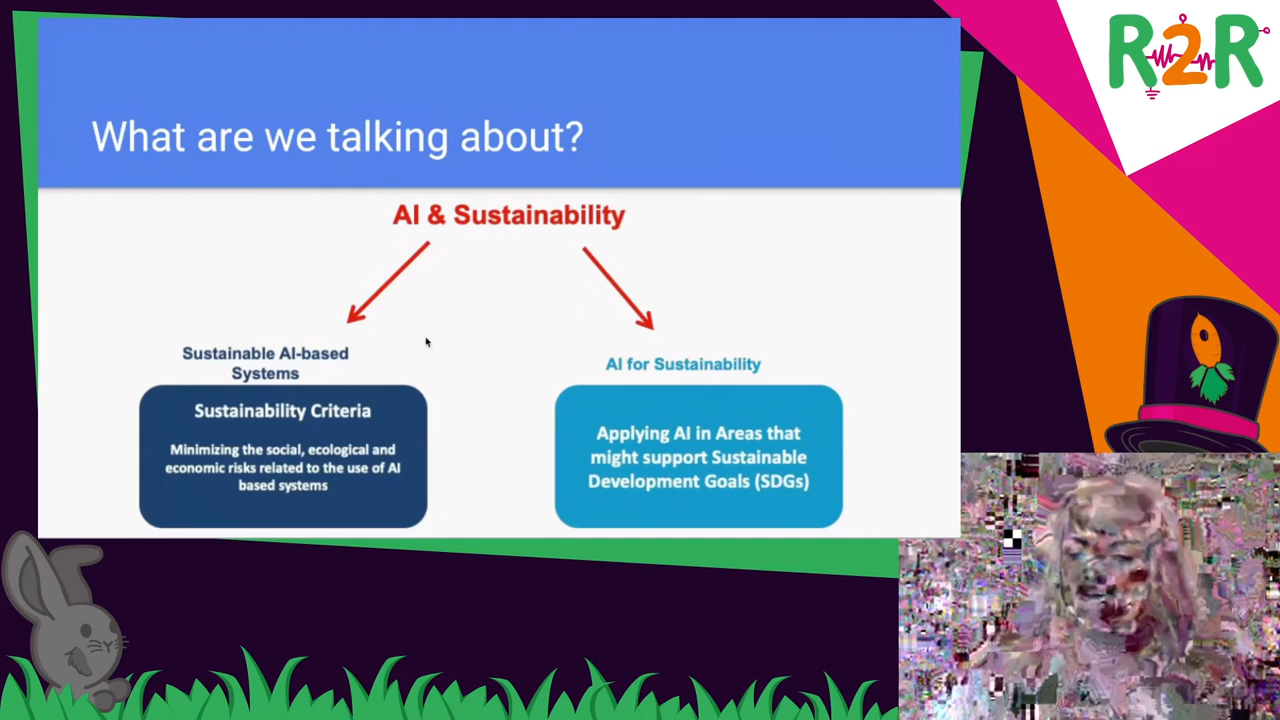 R2R
What are we talking about?
AI & Sustainability
Sustainable AI-based
Systems
Sustainability Criteria
Minimizing the social, ecological and
economic risks related to the use of AI
based systems
AI for Sustainability
Applying AI in Areas that
might support Sustainable
Development Goals (SDGs)